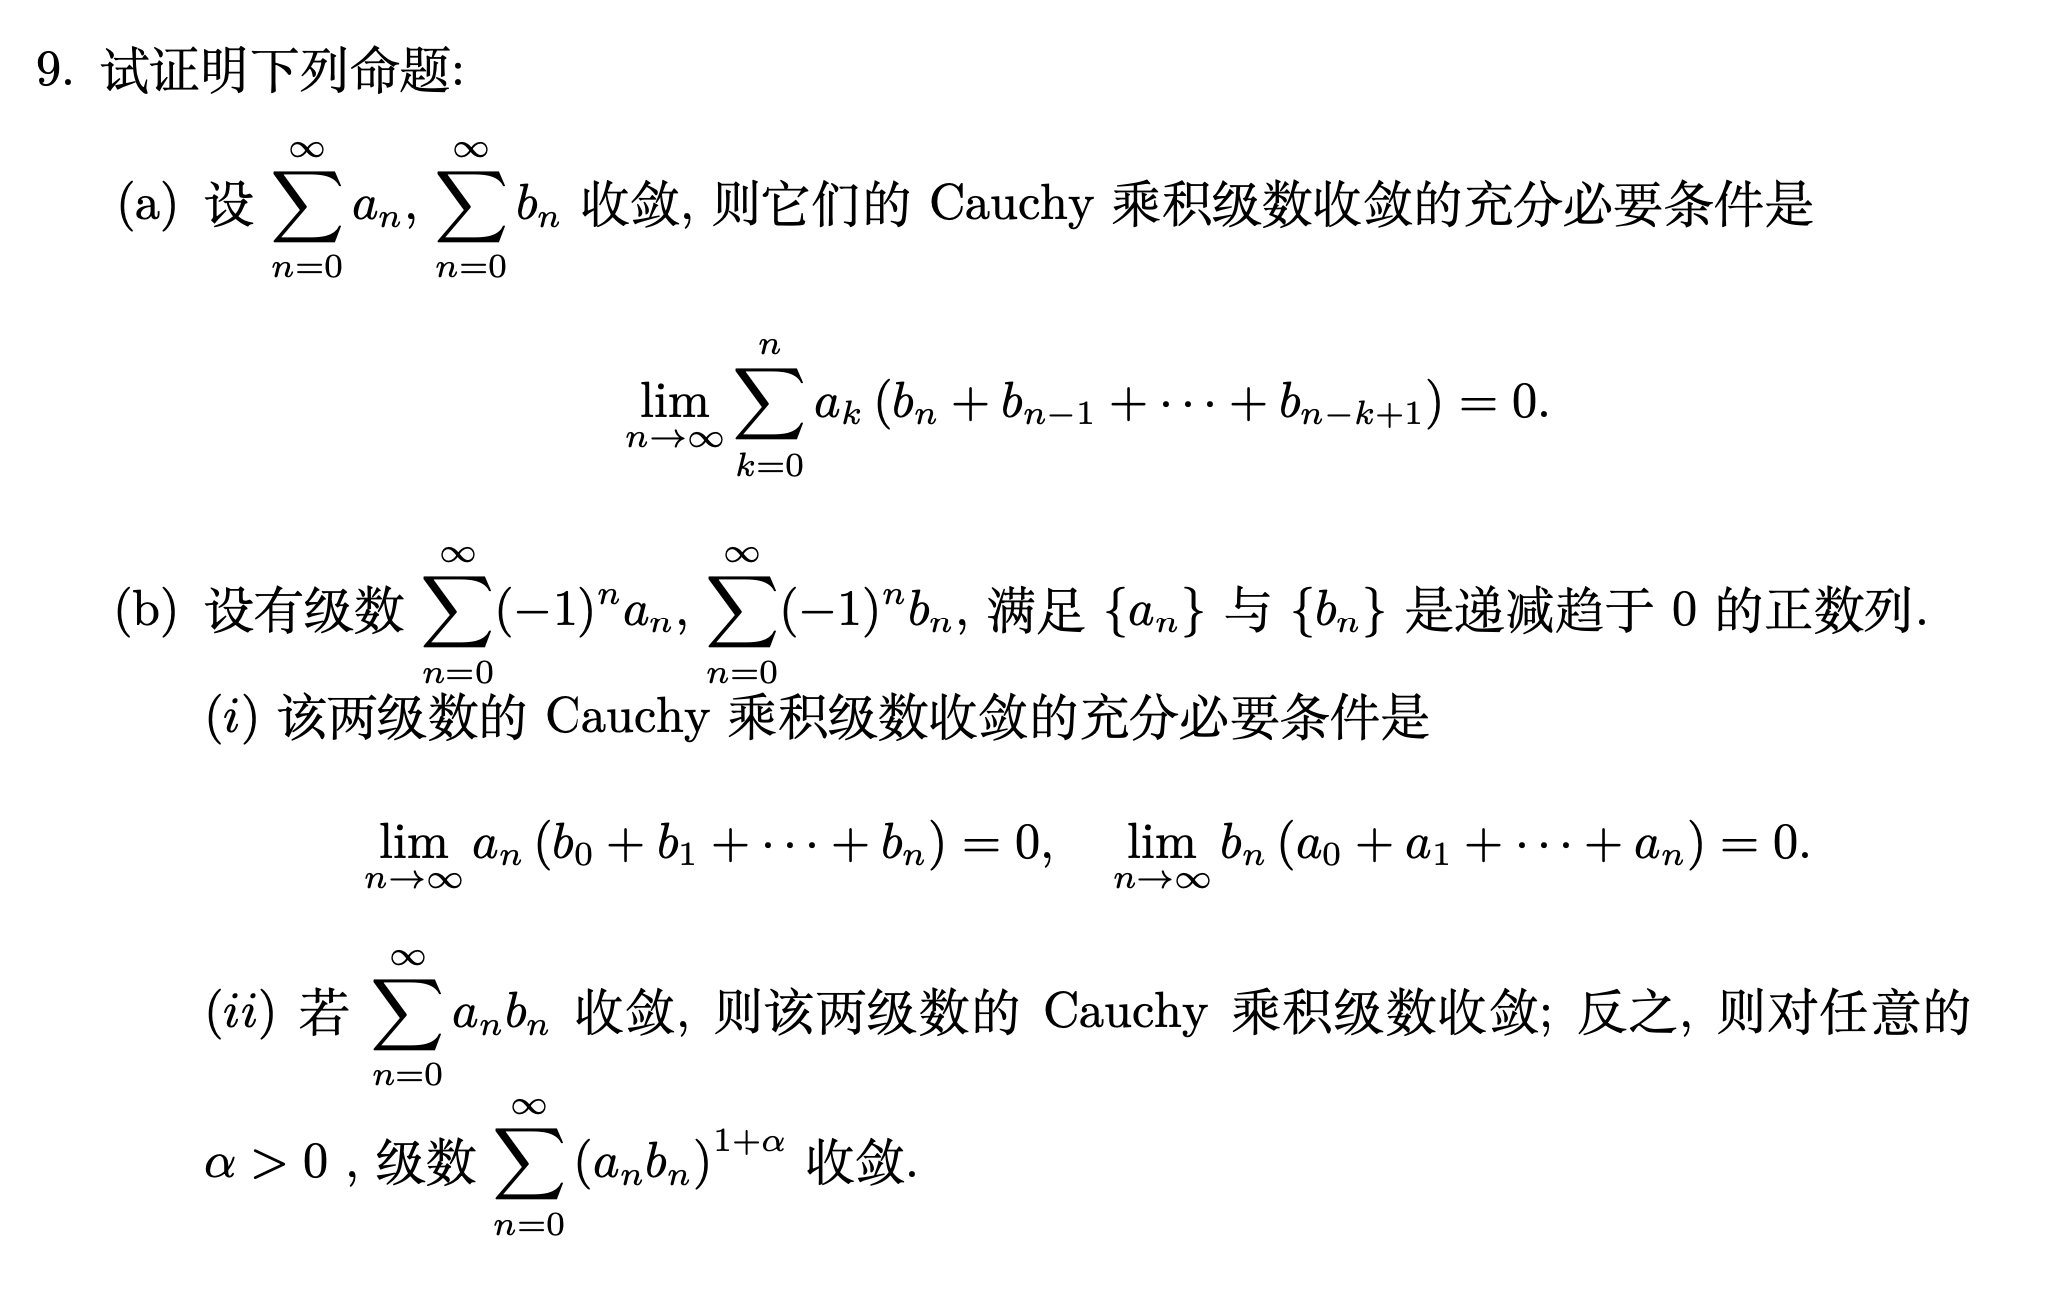 9. 试证明下列命题:
(a) 设 $\sum_{n=0}^{\infty} a_n$, $\sum_{n=0}^{\infty} b_n$ 收敛, 则它们的 Cauchy 乘积级数收敛的充分必要条件是
$\lim_{n\to\infty} \sum_{k=0}^{n} a_k (b_n + b_{n-1} + \cdots + b_{n-k+1}) = 0.$
(b) 设有级数 $\sum_{n=0}^{\infty} (-1)^n a_n$, $\sum_{n=0}^{\infty} (-1)^n b_n$, 满足 $\{a_n\}$ 与 $\{b_n\}$ 是递减趋于 0 的正数列.
(i) 该两级数的 Cauchy 乘积级数收敛的充分必要条件是
$\lim_{n\to\infty} a_n (b_0 + b_1 + \cdots + b_n) = 0, \quad \lim_{n\to\infty} b_n (a_0 + a_1 + \cdots + a_n) = 0.$
(ii) 若 $\sum_{n=0}^{\infty} a_n b_n$ 收敛, 则该两级数的 Cauchy 乘积级数收敛; 反之, 则对任意的
$\alpha > 0$ , 级数 $\sum_{n=0}^{\infty} (a_n b_n)^{1+\alpha}$ 收敛.